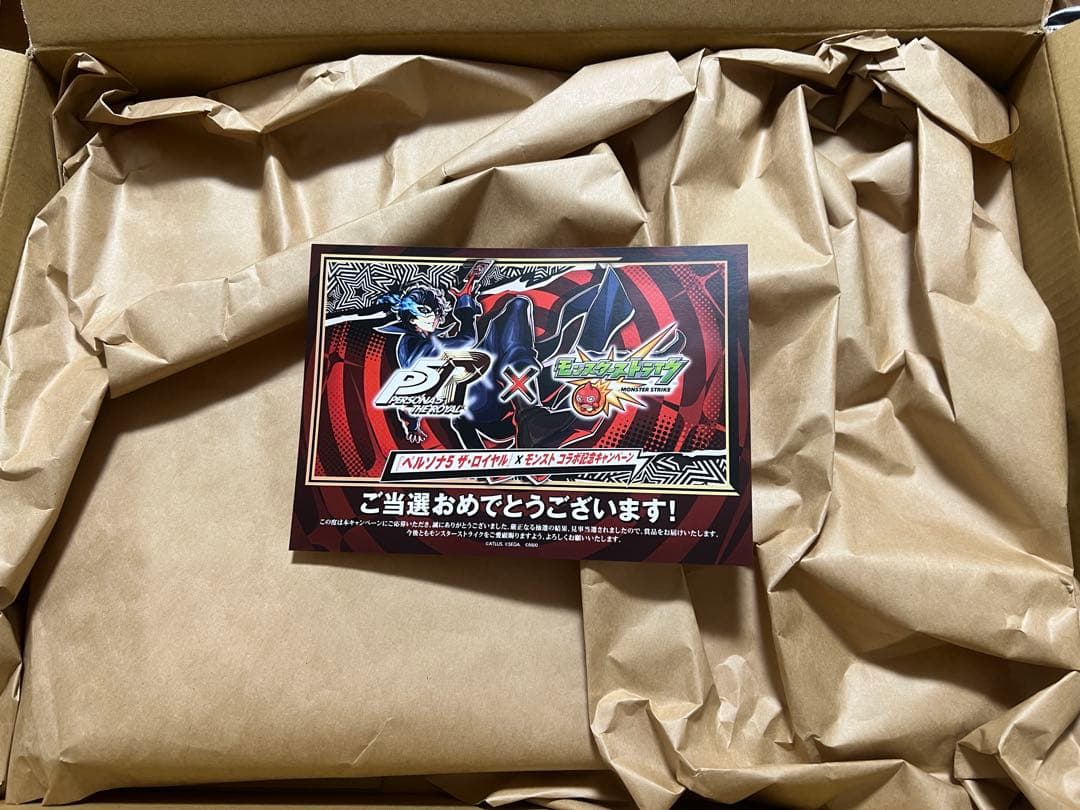 P5R
PERSONA5
THE ROYAL
×
モンスターストライク
MONSTER STRIKE
『ペルソナ5 ザ・ロイヤル』×モンスト コラボ記念キャンペーン
ご当選おめでとうございます!
この度は本キャンペーンにご応募いただき、誠にありがとうございました。厳正なる抽選の結果、見事当選されましたので、賞品をお届けいたします。
今後ともモンスターストライクをご愛顧賜りますよう、よろしくお願いいたします。
©ATLUS. ©SEGA. ©MIXI